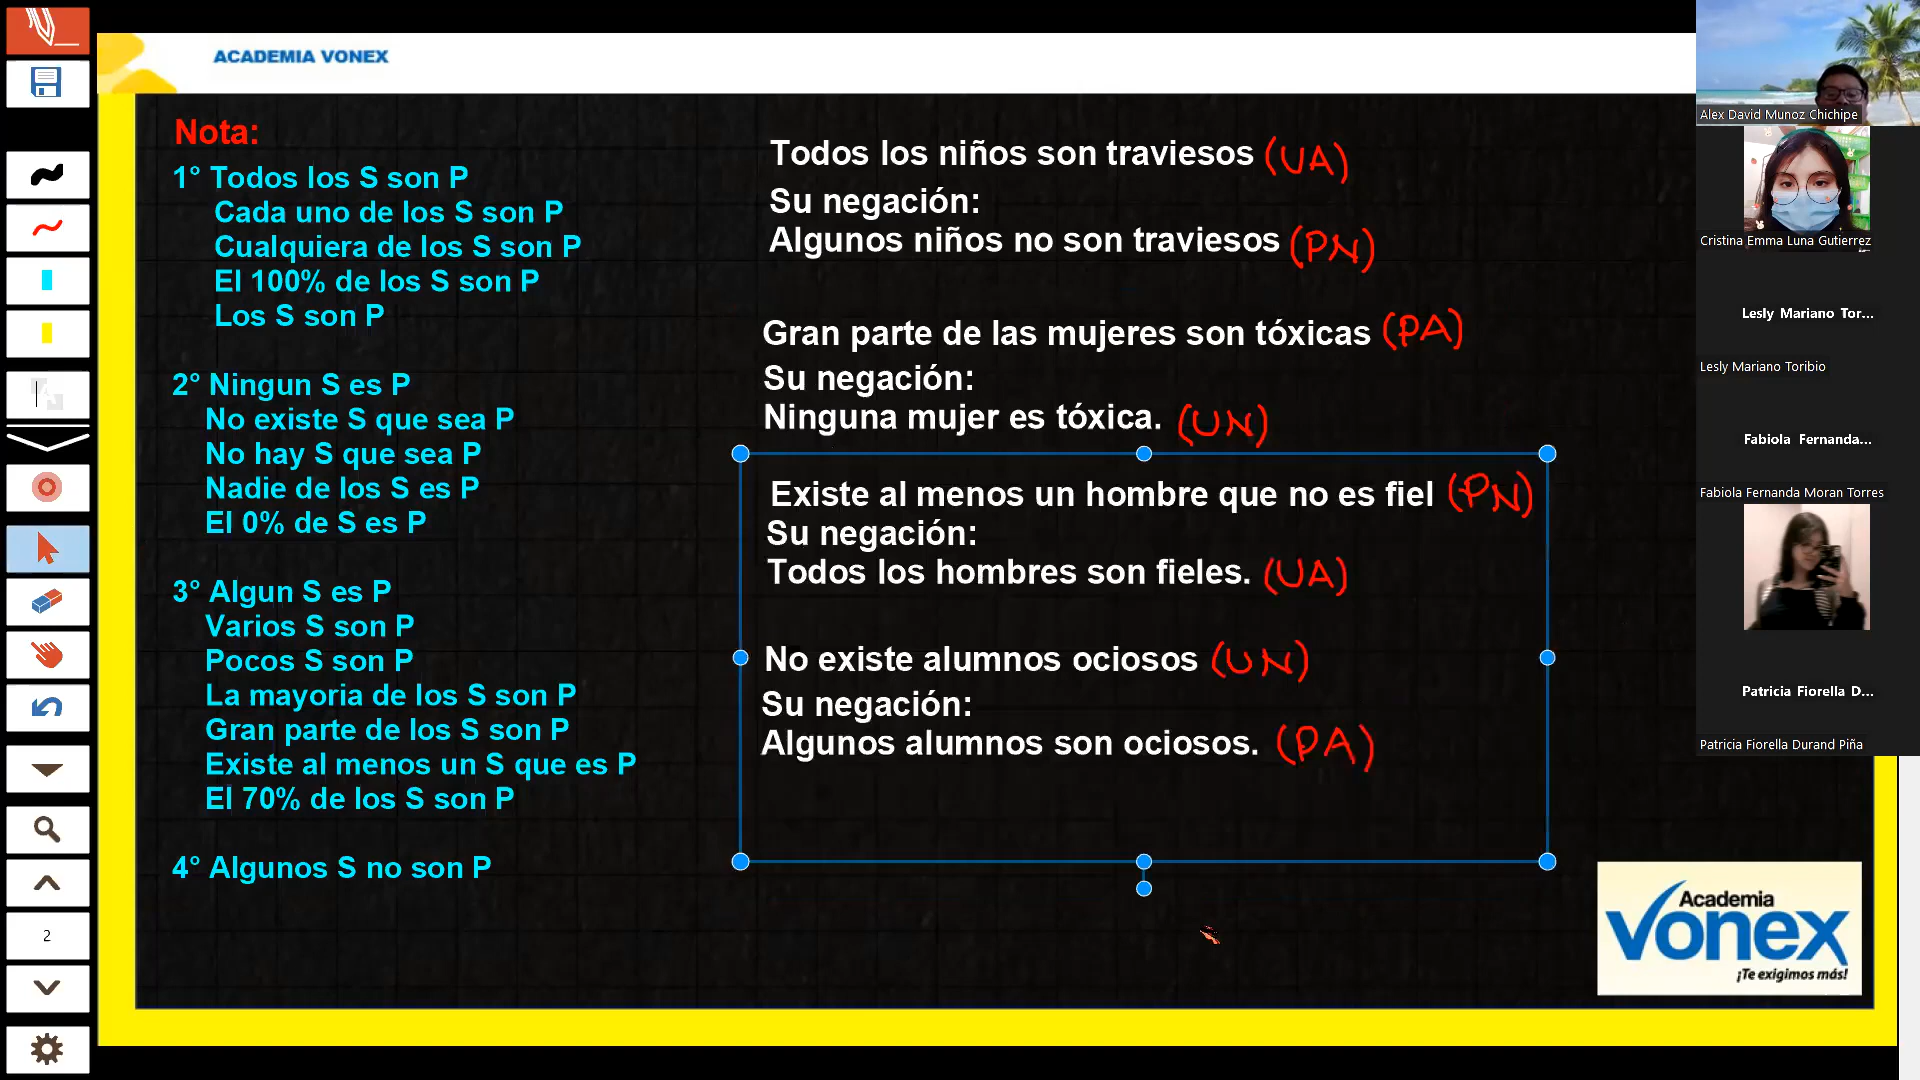 ACADEMIA VONEX
Nota:
1° Todos los S son P
Cada uno de los S son P
Cualquiera de los S son P
El 100% de los S son P
Los S son P
2° Ningun S es P
No existe S que sea P
No hay S que sea P
Nadie de los S es P
El 0% de S es P
3° Algun S es P
Varios S son P
Pocos S son P
La mayoria de los S son P
Gran parte de los S son P
Existe al menos un S que es P
El 70% de los S son P
4° Algunos S no son P
Todos los niños son traviesos (UA)
Su negación:
Algunos niños no son traviesos (PN)
Gran parte de las mujeres son tóxicas (PA)
Su negación:
Ninguna mujer es tóxica. (UN)
Existe al menos un hombre que no es fiel (PN)
Su negación:
Todos los hombres son fieles. (UA)
No existe alumnos ociosos (UN)
Su negación:
Algunos alumnos son ociosos. (PA)
Academia
vonex
¡Te exigimos más!
2
Alex David Munoz Chichipe
Cristina Emma Luna Gutierrez
Lesly Mariano Tor...
Lesly Mariano Toribio
Fabiola Fernanda...
Fabiola Fernanda Moran Torres
Patricia Fiorella D...
Patricia Fiorella Durand Piña